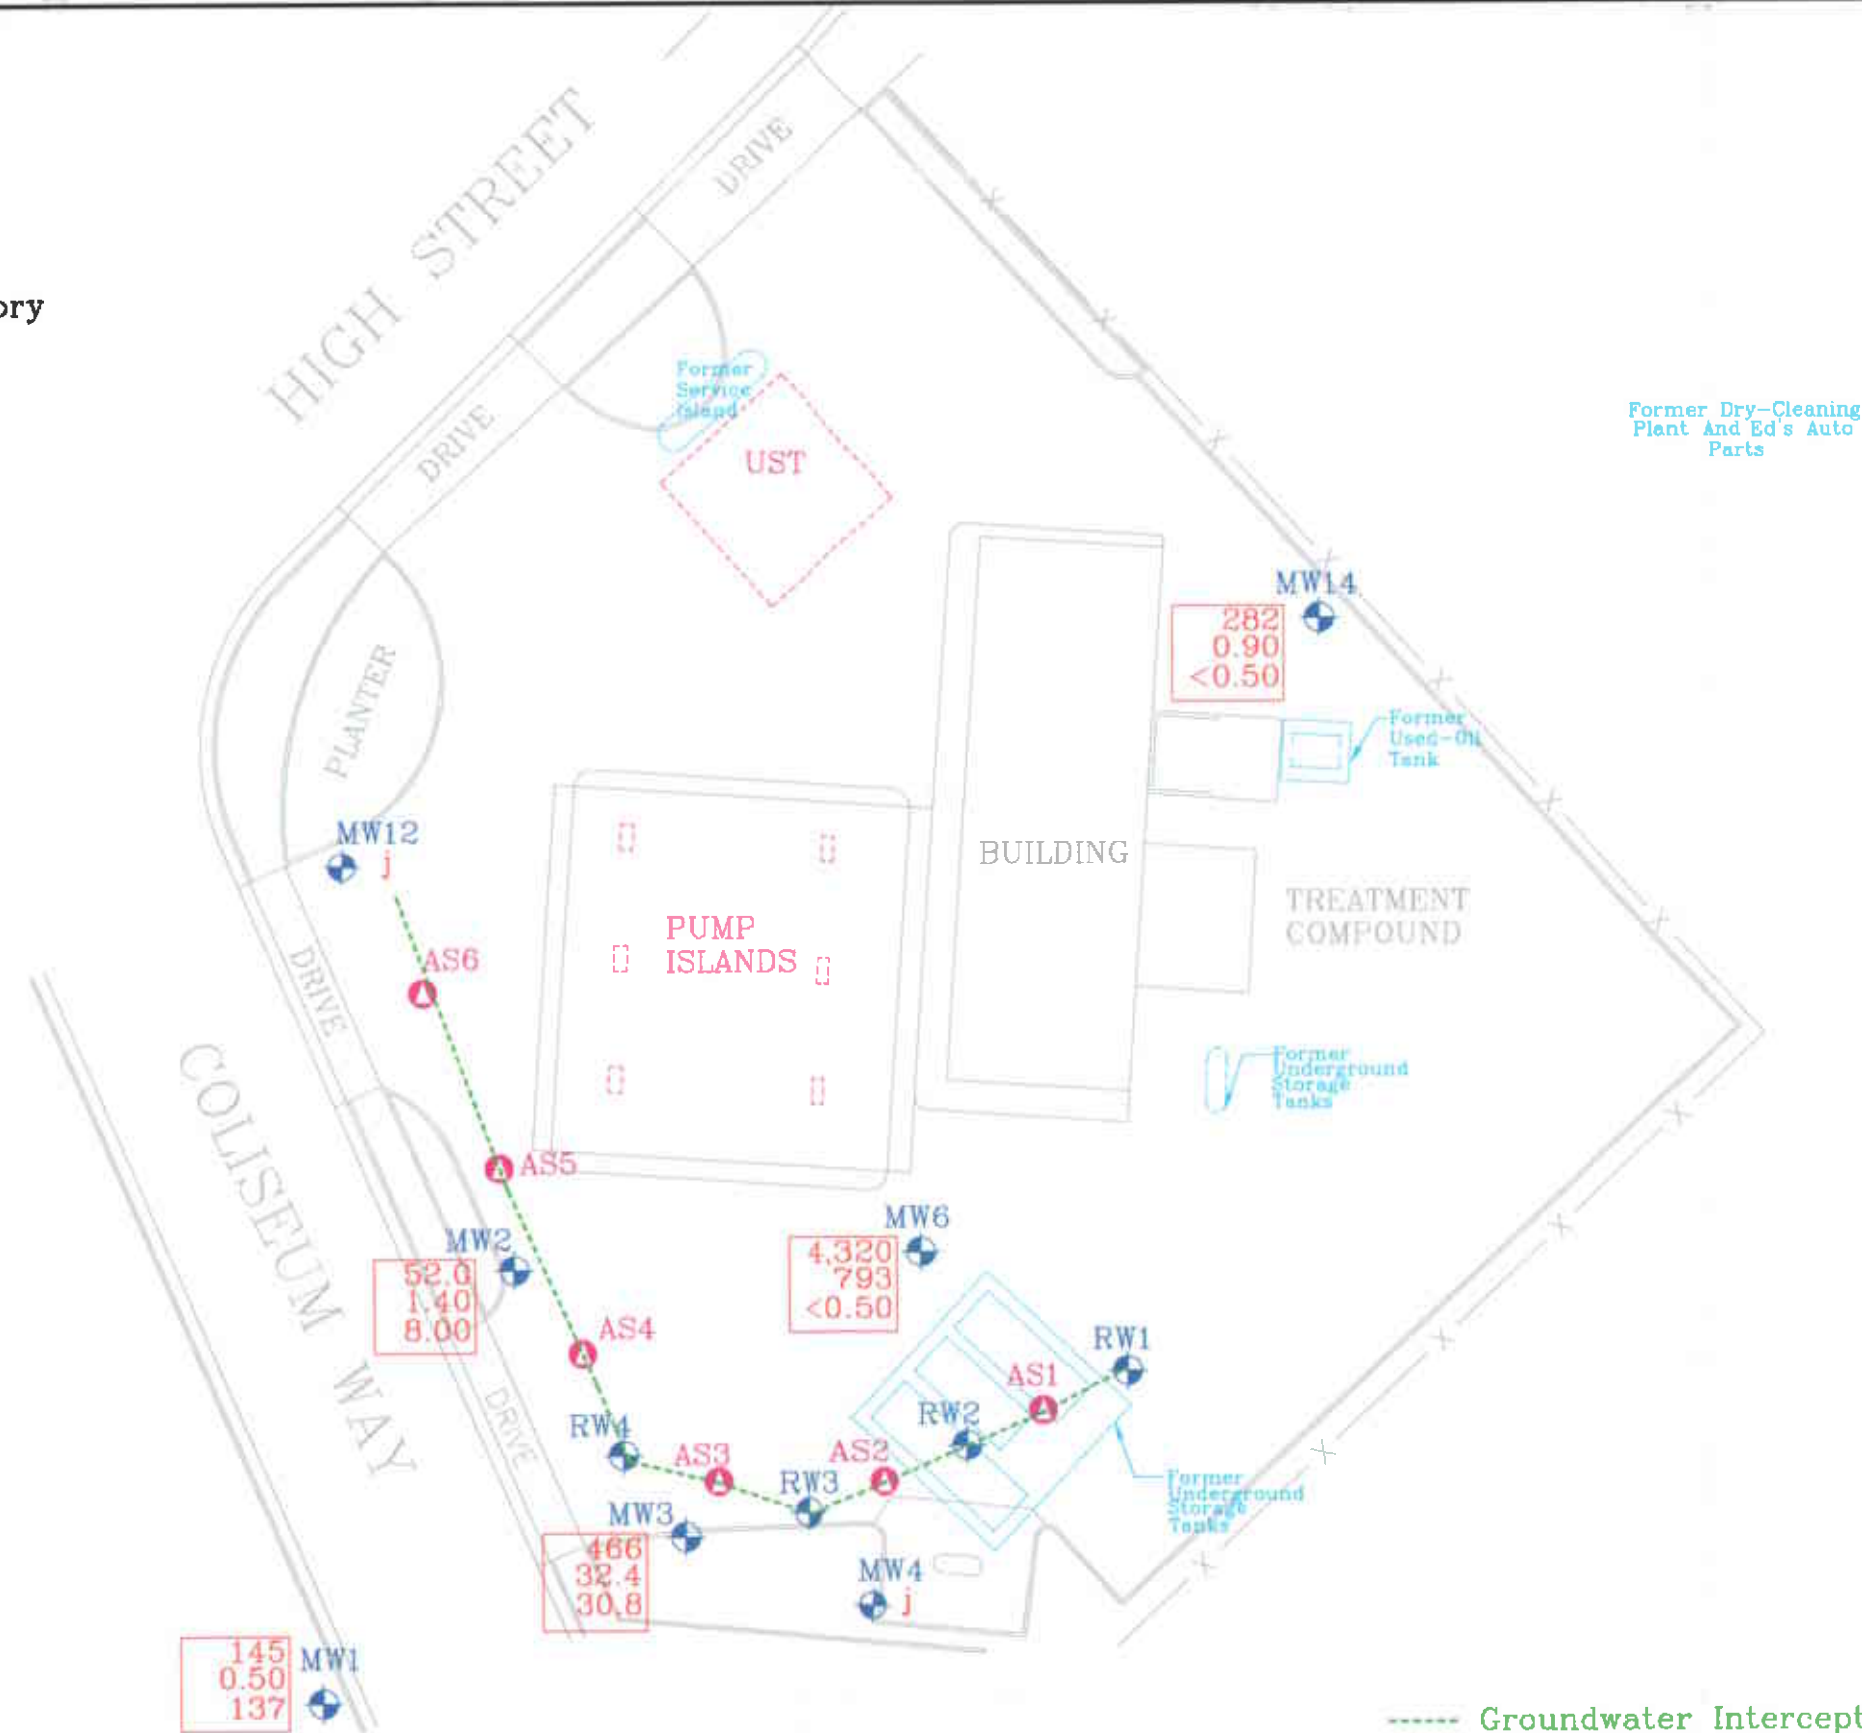 ory
HIGH STREET
DRIVE
Former
Service
Island
UST
DRIVE
Former Dry-Cleaning
Plant And Ed's Auto
Parts
MW14
282
0.90
<0.50
PLANTER
Former
Used-Oil
Tank
MW12
j
BUILDING
TREATMENT
COMPOUND
PUMP
ISLANDS
AS6
DRIVE
COLISEUM WAY
Former
Underground
Storage
Tanks
AS5
MW2
52.0
1.40
8.00
MW6
4,320
793
<0.50
AS4
RW1
AS1
RW2
RW4
DRIVE
AS3
AS2
RW3
Former
Underground
Storage
Tanks
MW3
466
32.4
30.8
MW4
j
145
0.50
137
MW1
Groundwater Intercept